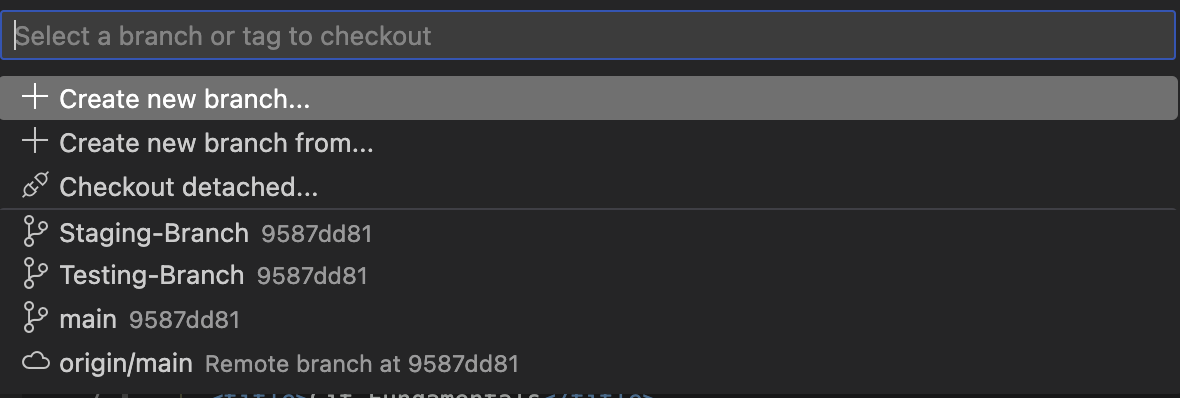 Select a branch or tag to checkout
Create new branch...
Create new branch from...
Checkout detached...
Staging-Branch 9587dd81
Testing-Branch 9587dd81
main 9587dd81
origin/main Remote branch at 9587dd81